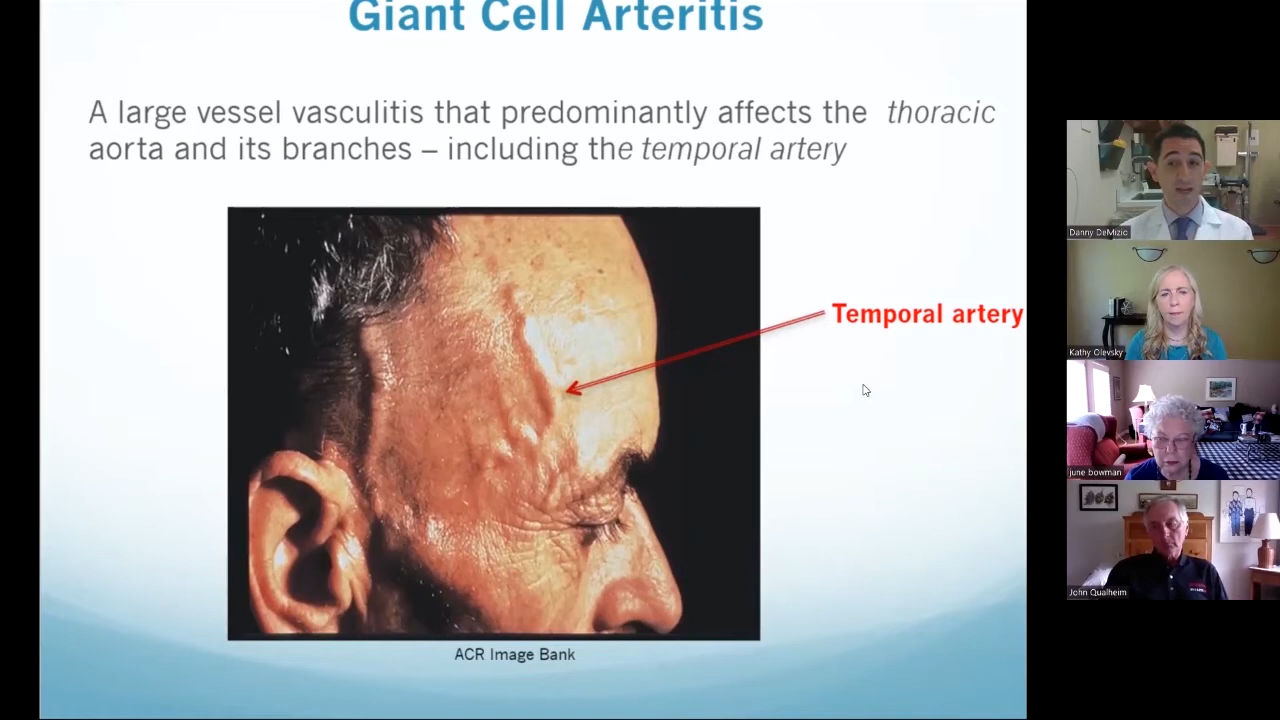 Giant Cell Arteritis
A large vessel vasculitis that predominantly affects the thoracic
aorta and its branches – including the temporal artery
Temporal artery
ACR Image Bank
Danny DeMizio
Kathy Olevsky
june bowman
John Qualheim